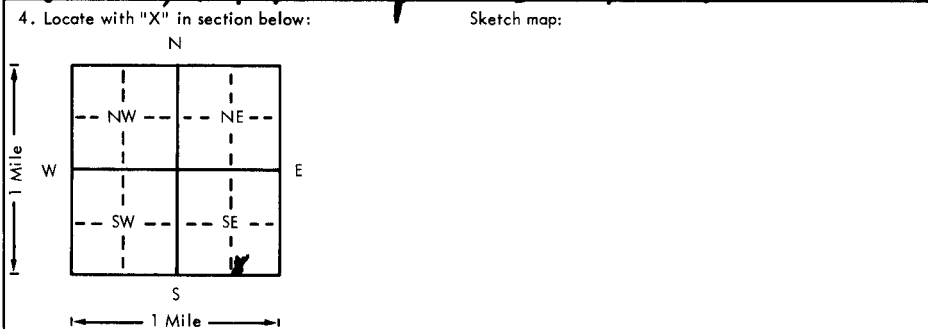 4. Locate with "X" in section below: Sketch map:
N
NW NE
1 Mile W E
SW SE
X
S
1 Mile